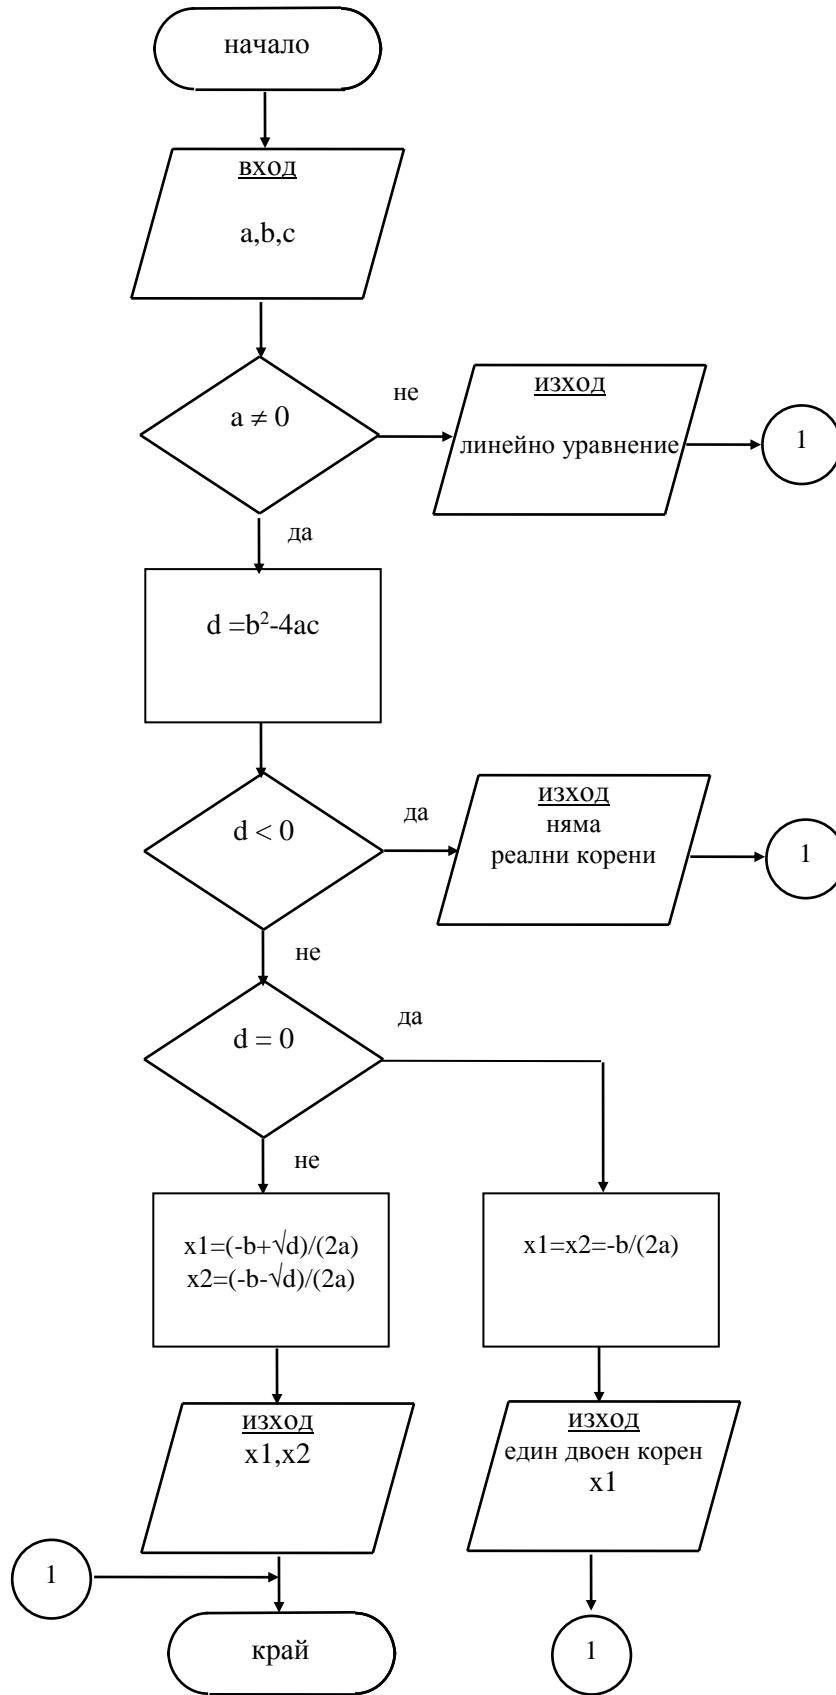 начало
вход
a,b,c
a ≠ 0
не
изход
линейно уравнение
1
да
d =b²-4ac
d < 0
да
изход
няма
реални корени
1
не
d = 0
да
не
x1=(-b+√d)/(2a)
x2=(-b-√d)/(2a)
x1=x2=-b/(2a)
изход
x1,x2
изход
един двоен корен
x1
1
край
1